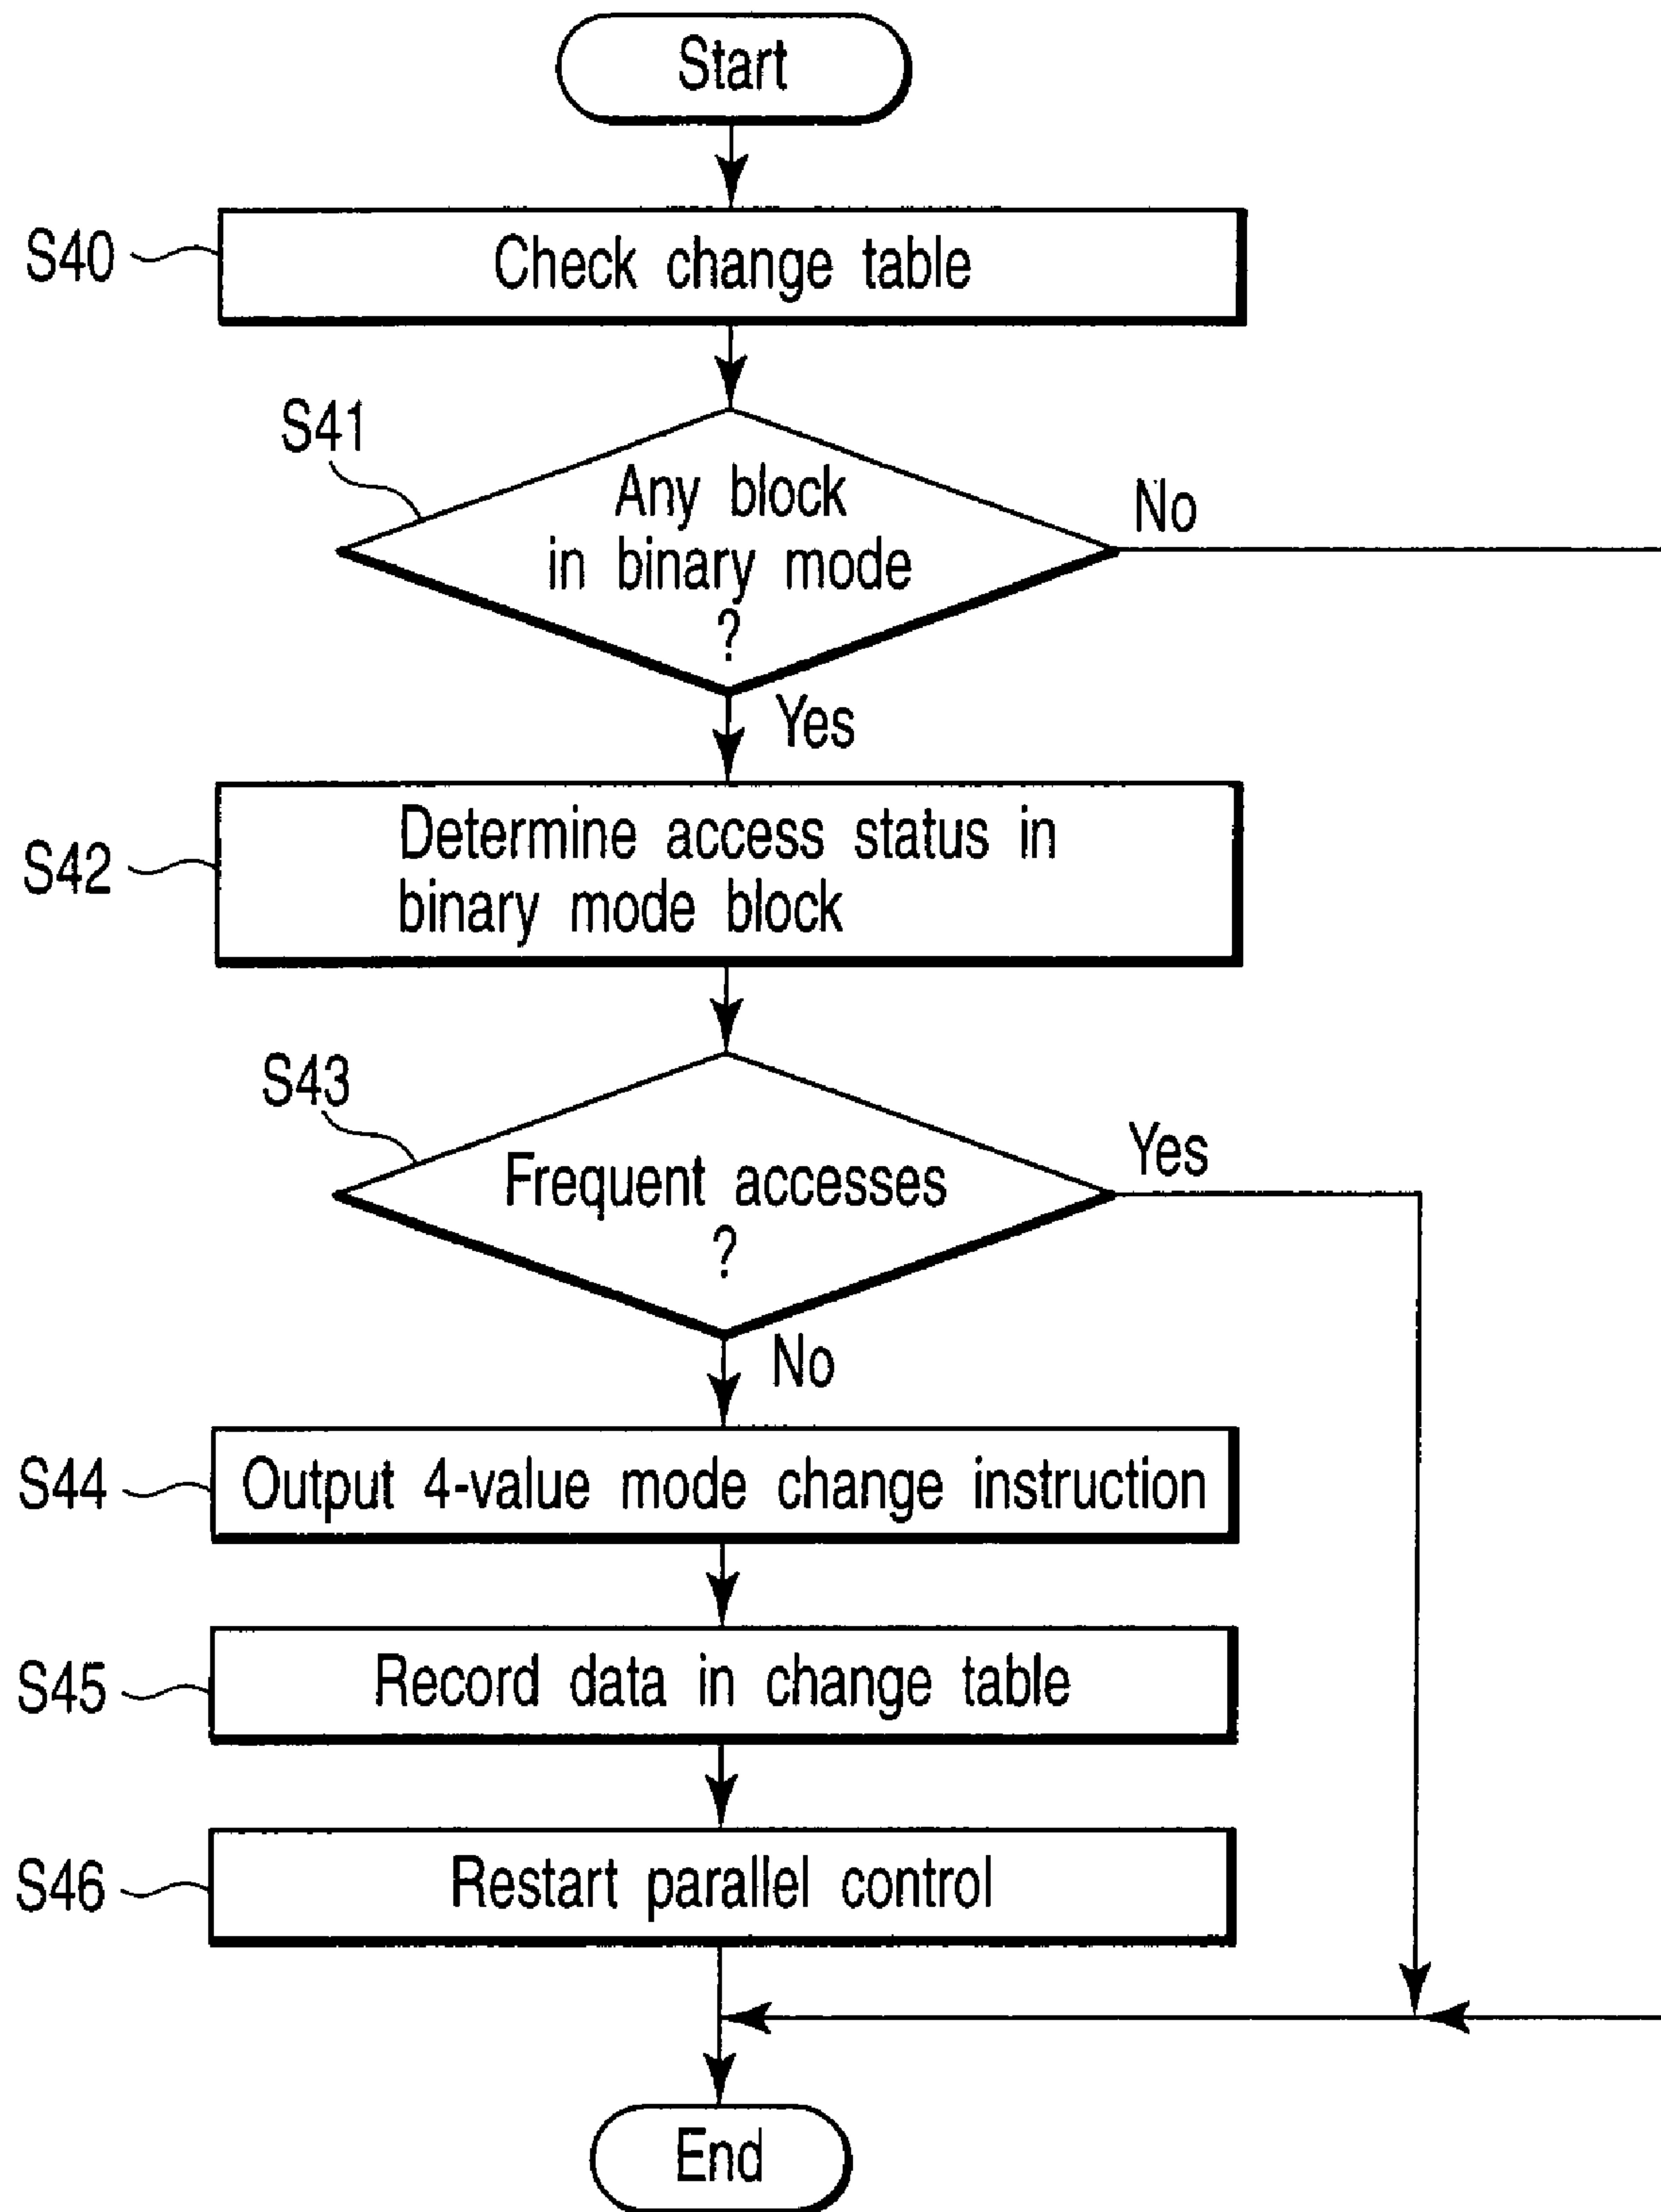 Start
S40
Check change table
S41
Any block
in binary mode
?
No
Yes
S42
Determine access status in
binary mode block
S43
Frequent accesses
?
Yes
No
S44
Output 4-value mode change instruction
S45
Record data in change table
S46
Restart parallel control
End